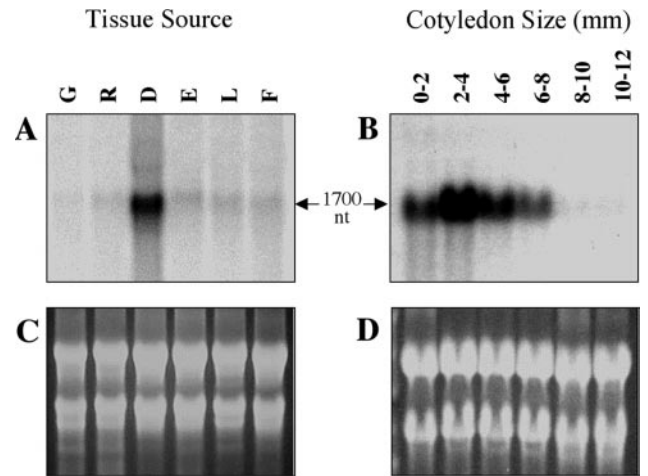 Tissue Source
Cotyledon Size (mm)
G R D E L F
0-2 2-4 4-6 6-8 8-10 10-12
A
B
1700
nt
C
D